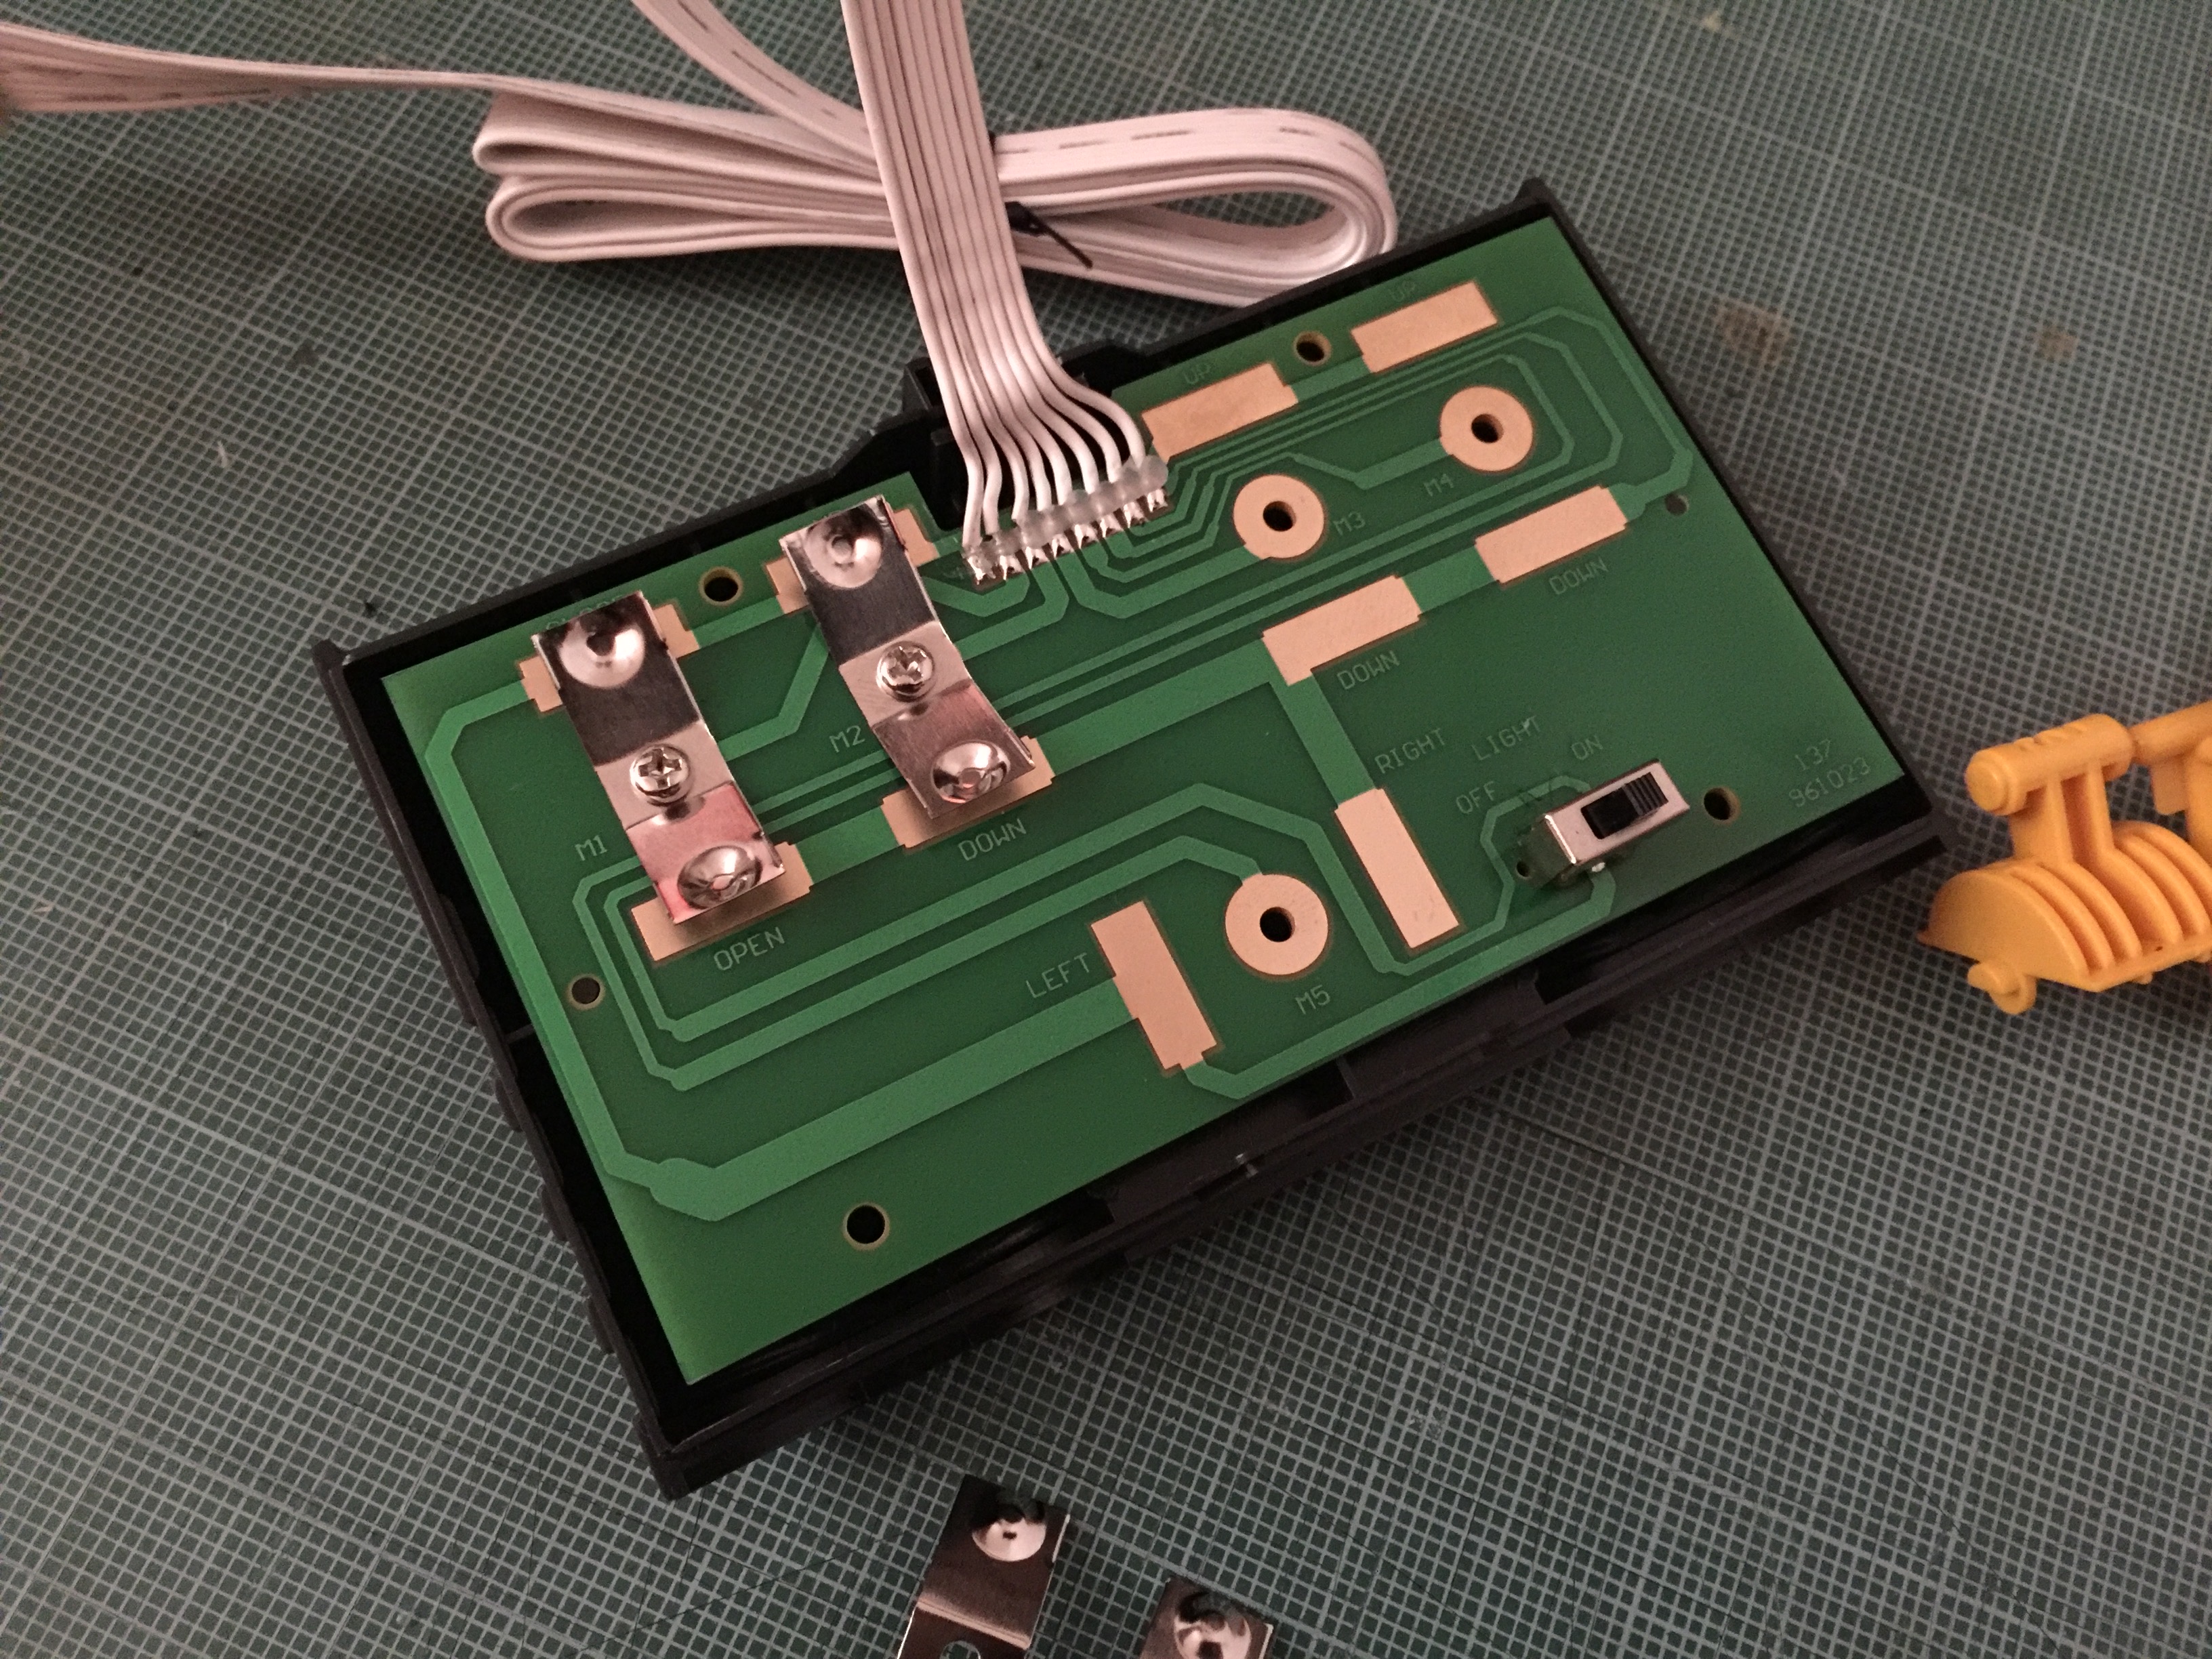 UP
UP
M4
M3
DOWN
DOWN
M2
RIGHT
LIGHT
ON
OFF
137
961023
M1
DOWN
OPEN
LEFT
M5